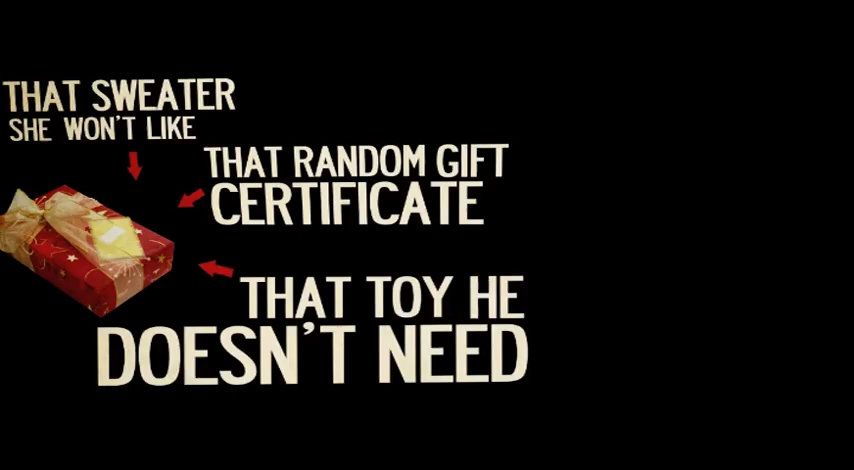 THAT SWEATER
SHE WON'T LIKE
THAT RANDOM GIFT
CERTIFICATE
THAT TOY HE
DOESN'T NEED